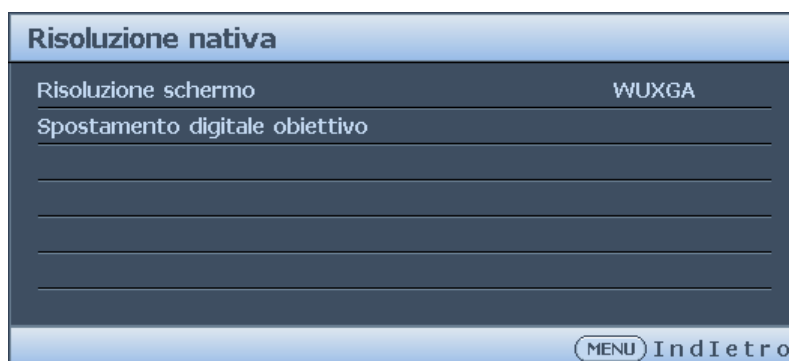 Risoluzione nativa
Risoluzione schermo WUXGA
Spostamento digitale obiettivo
MENU IndIetro